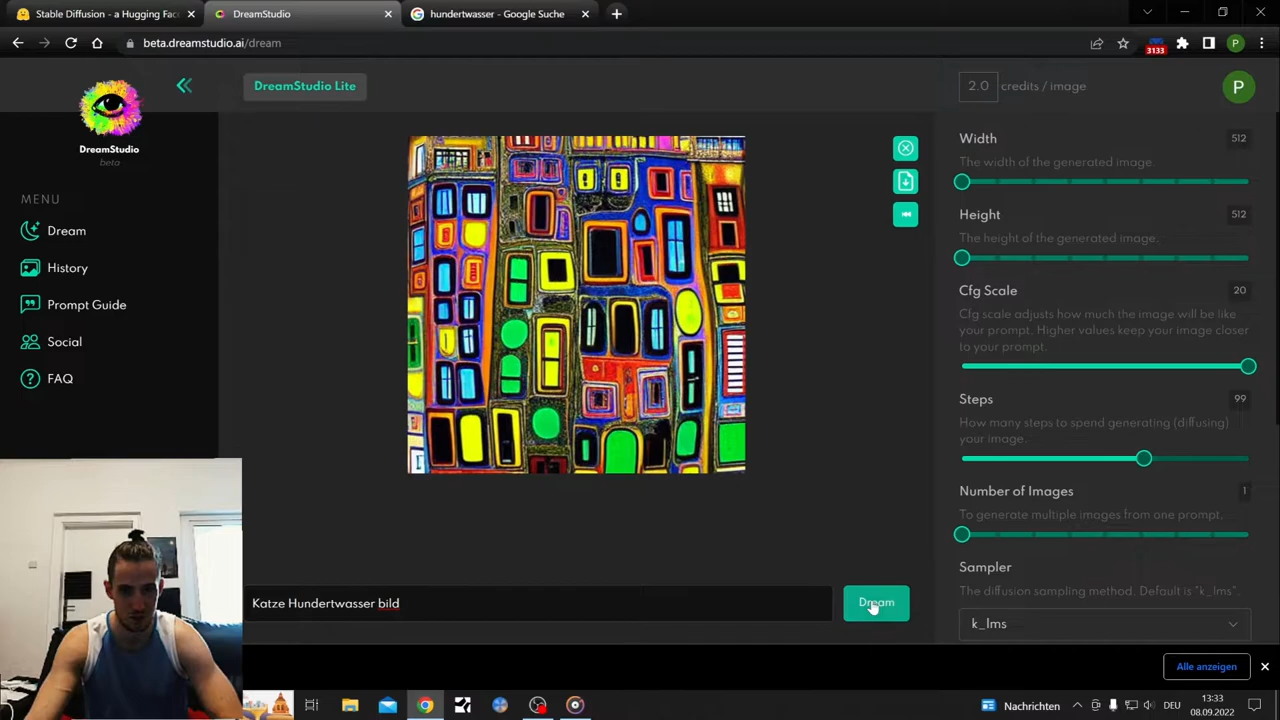 Stable Diffusion - a Hugging Face
DreamStudio
hundertwasser - Google Suche
beta.dreamstudio.ai/dream
3133
P
DreamStudio
beta
MENU
Dream
History
Prompt Guide
Social
FAQ
DreamStudio Lite
2.0 credits / image
P
Width 512
The width of the generated image.
Height 512
The height of the generated image.
Cfg Scale 20
Cfg scale adjusts how much the image will be like
your prompt. Higher values keep your image closer
to your prompt.
Steps 99
How many steps to spend generating (diffusing)
your image.
Number of Images 1
To generate multiple images from one prompt.
Sampler
The diffusion sampling method. Default is "k_lms".
k_lms
Katze Hundertwasser bild
Dream
Alle anzeigen
Nachrichten
DEU
13:33
08.09.2022